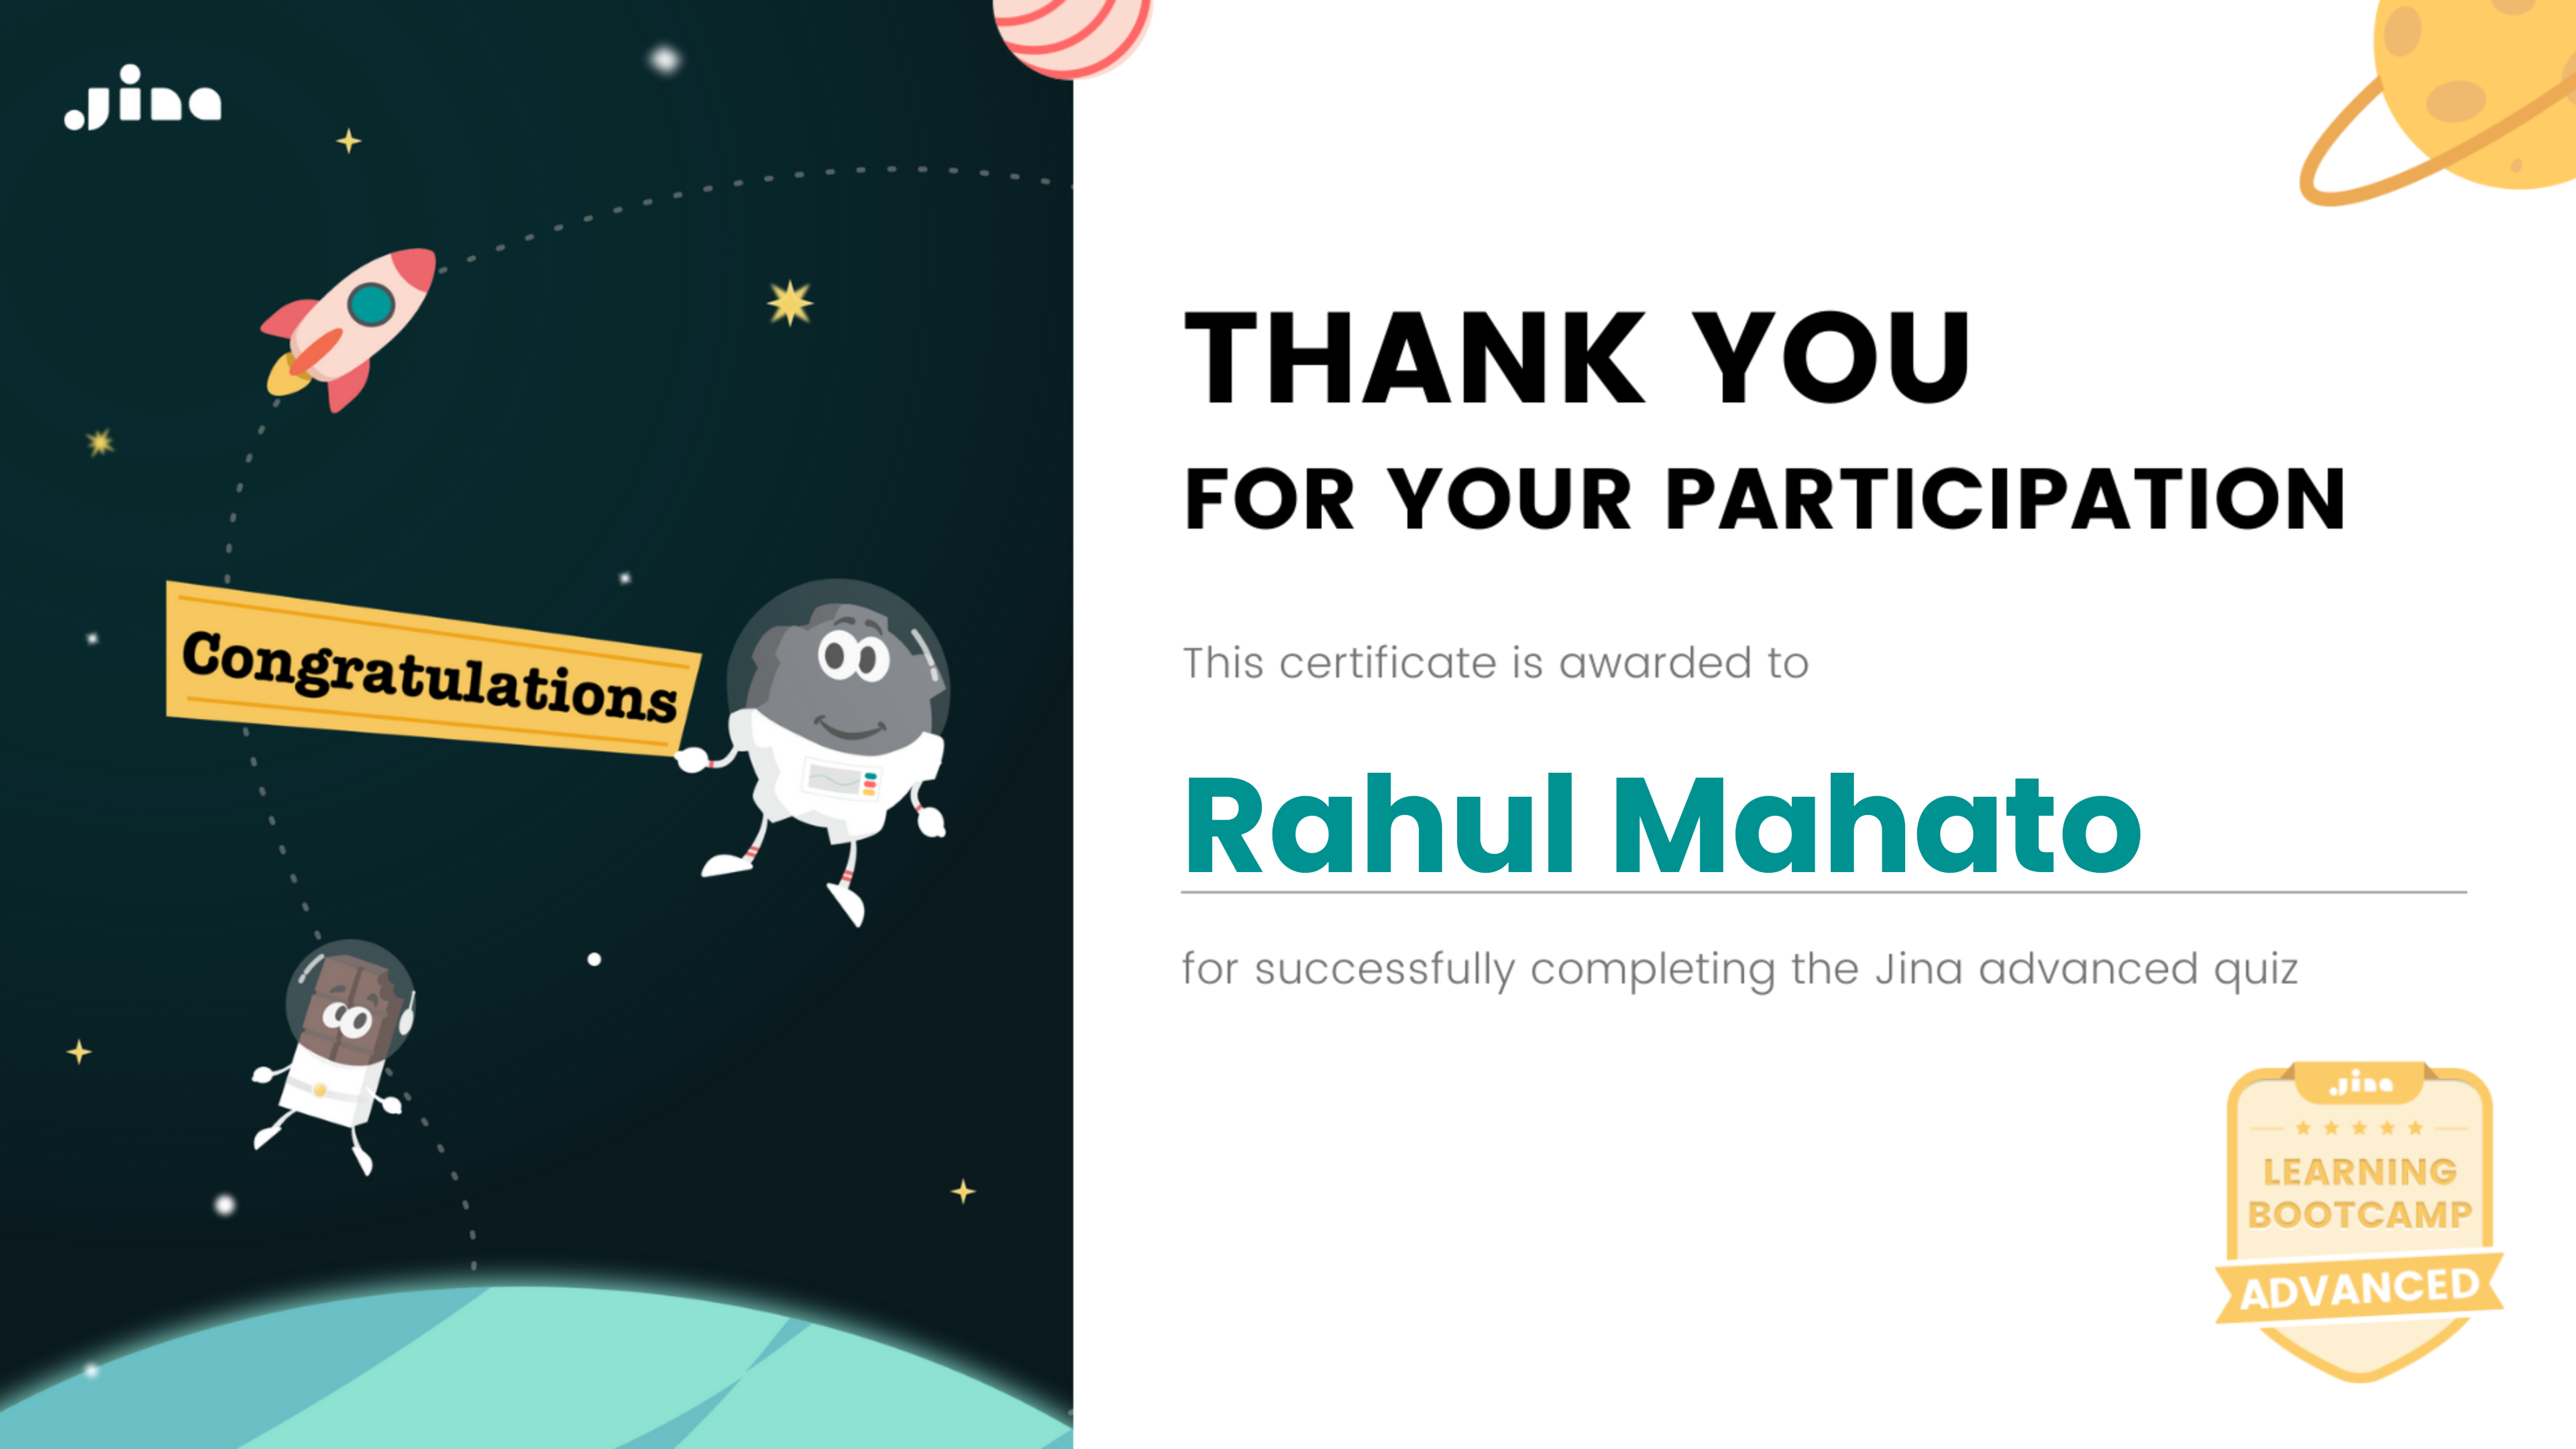 Jina
Congratulations
THANK YOU
FOR YOUR PARTICIPATION
This certificate is awarded to
Rahul Mahato
for successfully completing the Jina advanced quiz
Jina
LEARNING
BOOTCAMP
ADVANCED